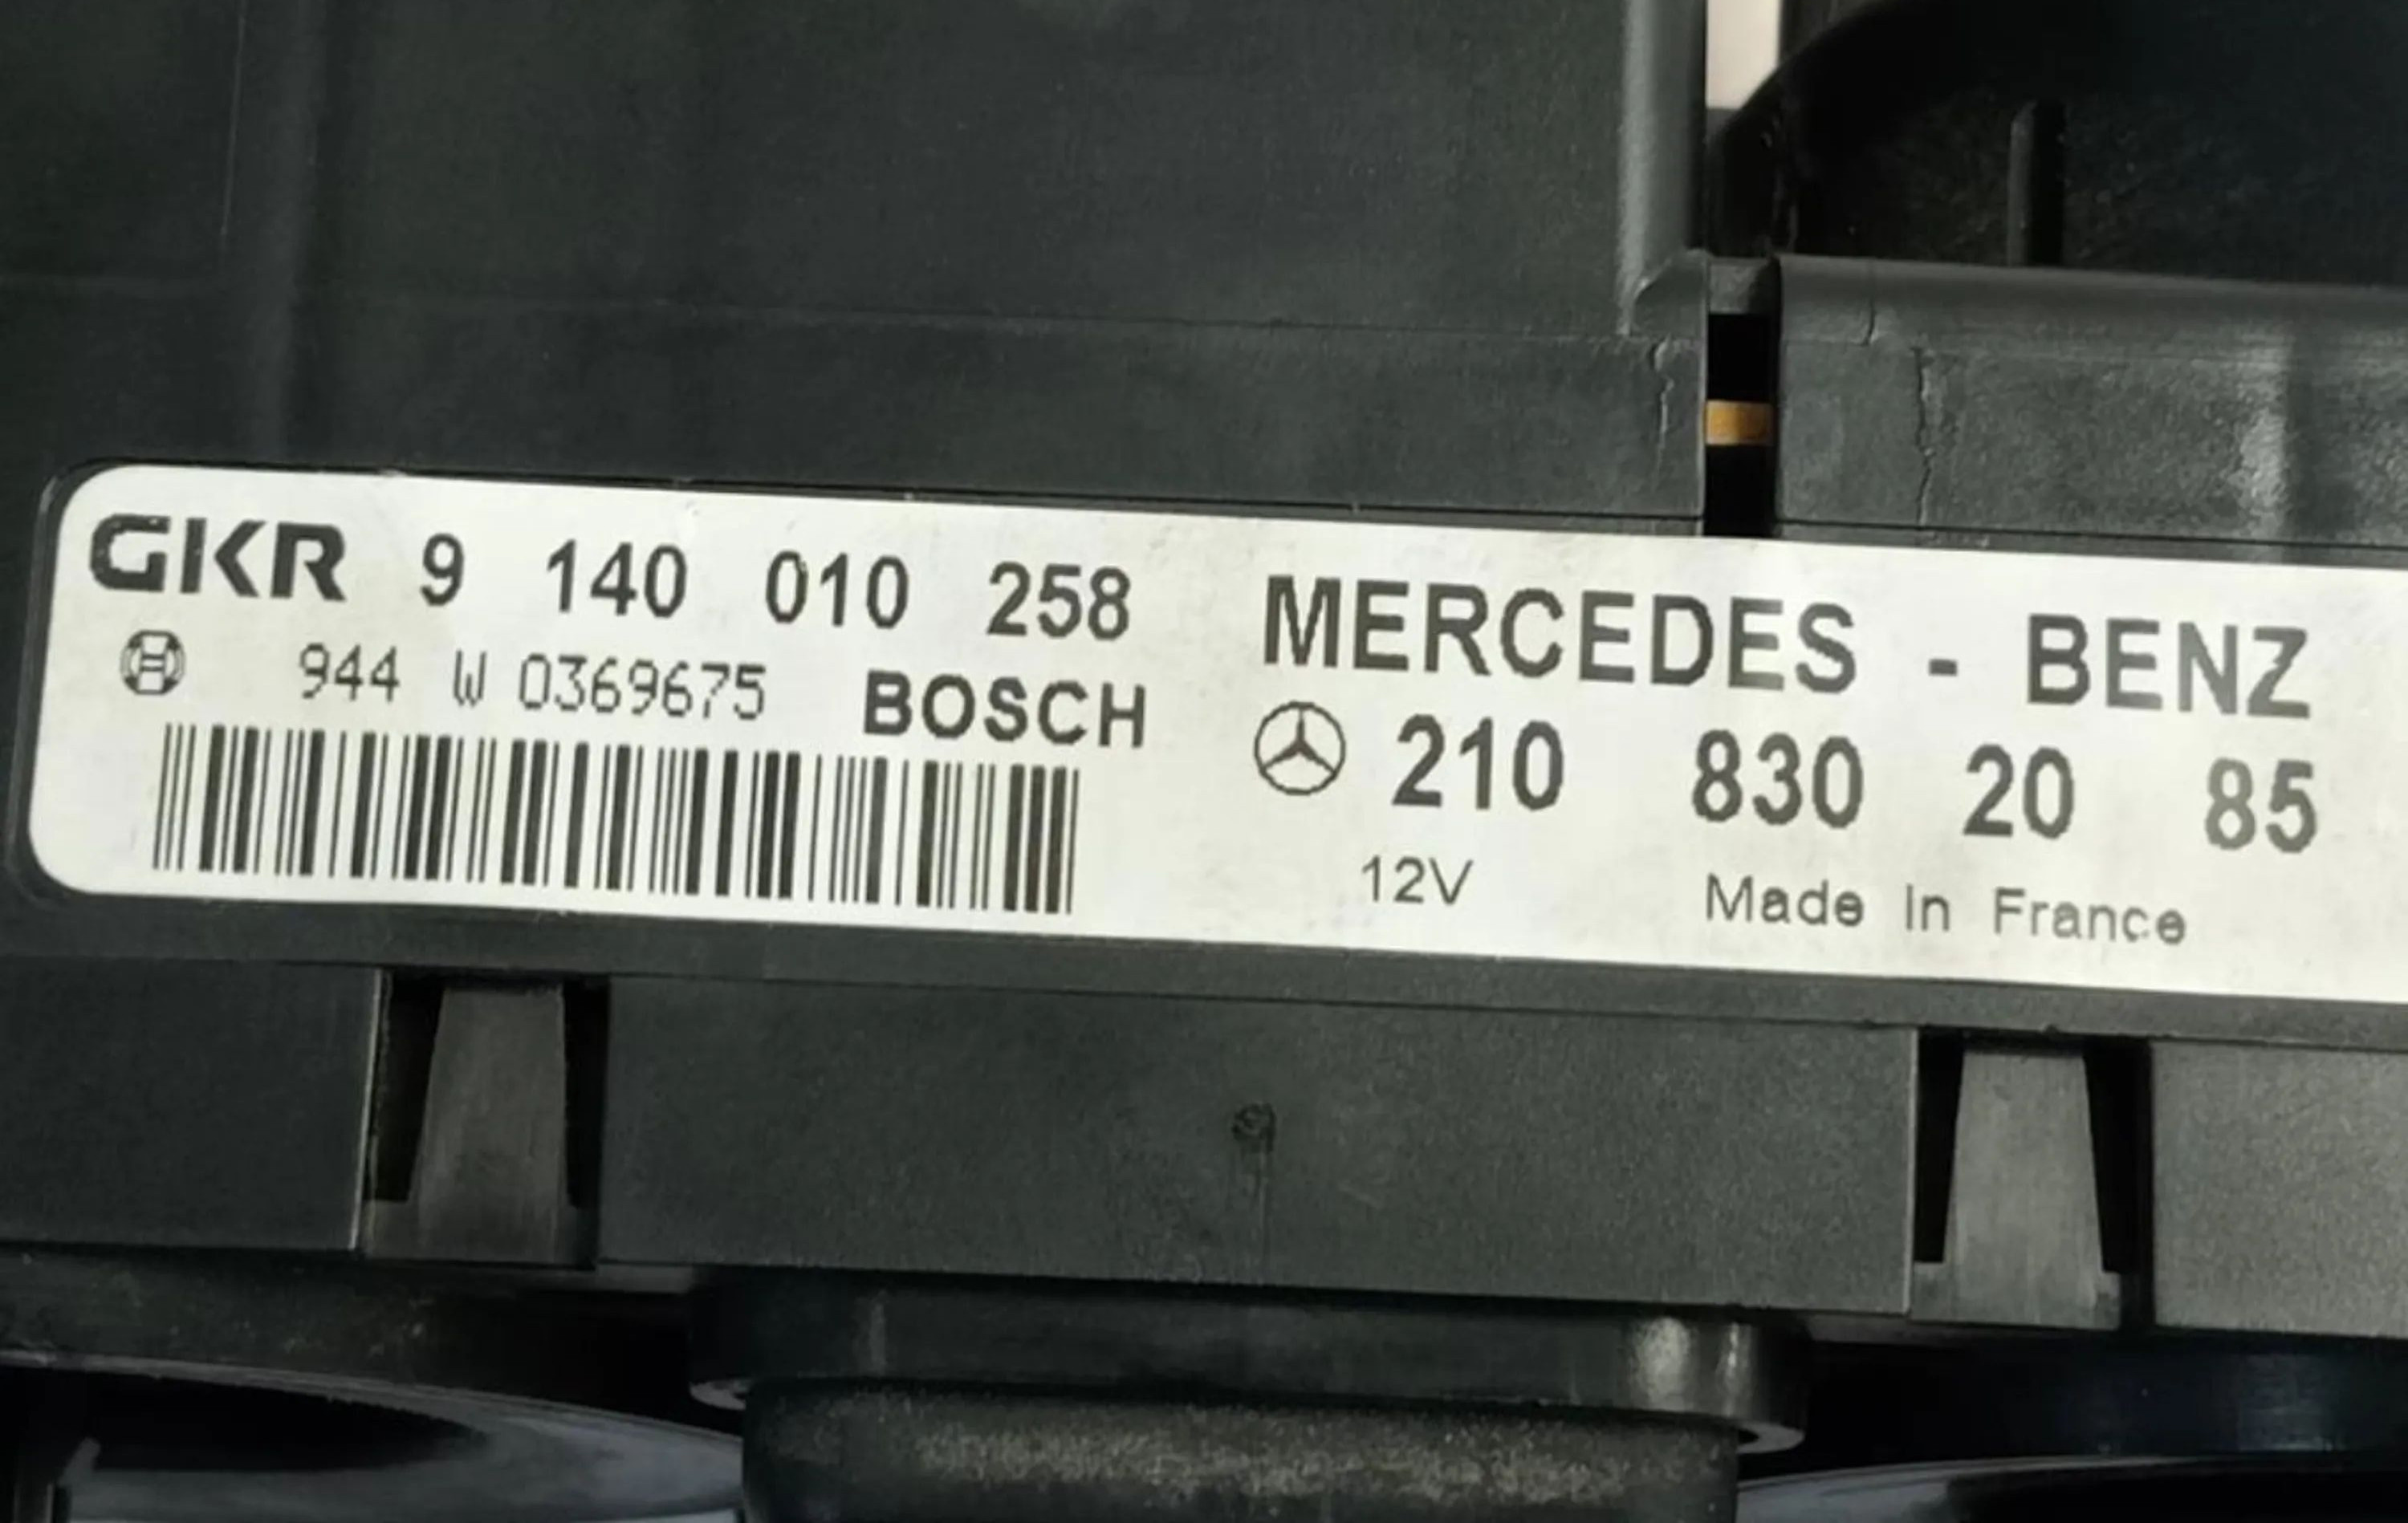 GKR 9 140 010 258
944 W 0369675 BOSCH
MERCEDES - BENZ
210 830 20 85
12V Made In France